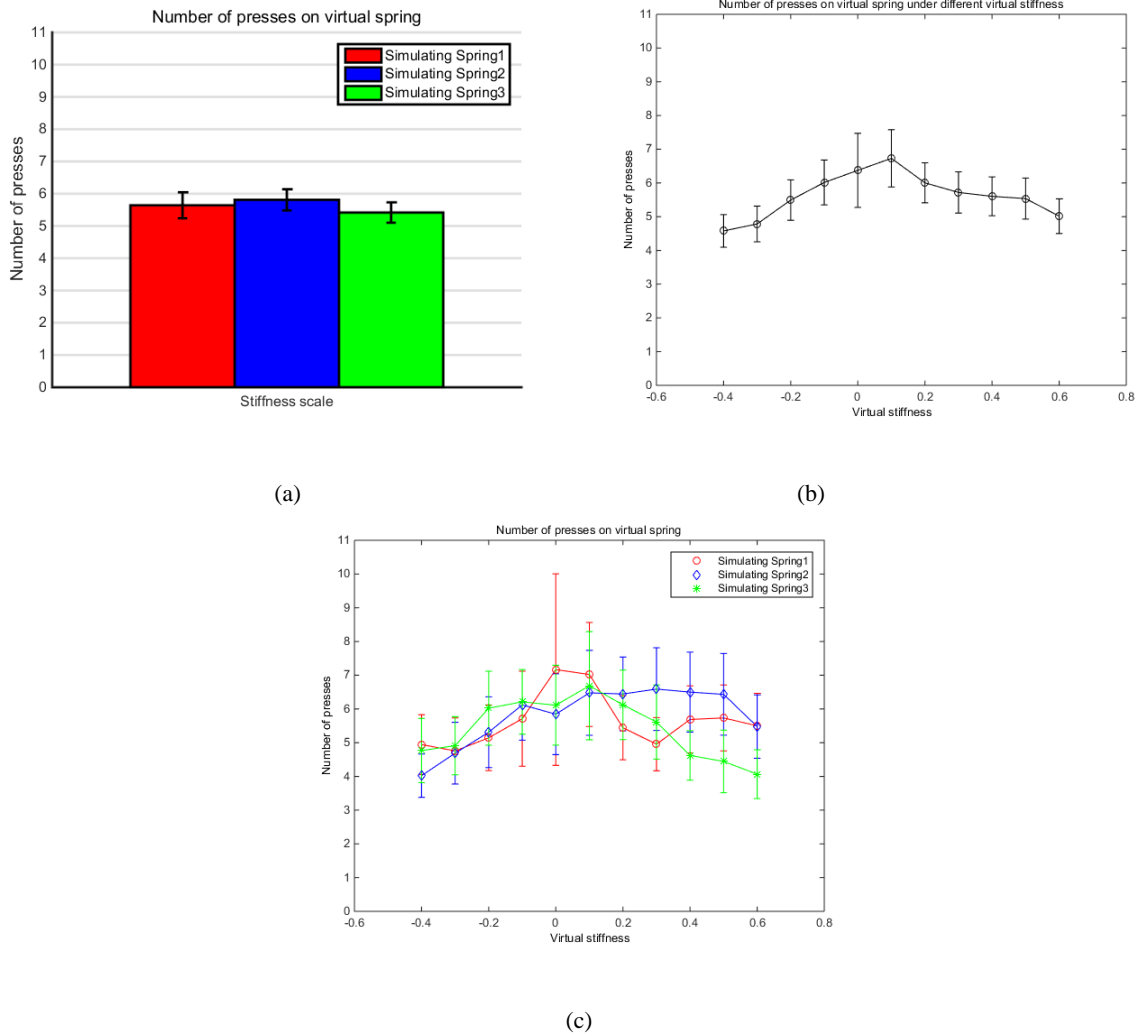 Number of presses on virtual spring
11
10
9
8
7
6
5
4
3
2
1
0
Number of presses
Simulating Spring1
Simulating Spring2
Simulating Spring3
Stiffness scale
(a)
Number of presses on virtual spring under different virtual stiffness
11
10
9
8
7
6
5
4
3
2
1
0
Number of presses
-0.6 -0.4 -0.2 0 0.2 0.4 0.6 0.8
Virtual stiffness
(b)
Number of presses on virtual spring
11
10
9
8
7
6
5
4
3
2
1
0
Number of presses
Simulating Spring1
Simulating Spring2
Simulating Spring3
-0.6 -0.4 -0.2 0 0.2 0.4 0.6 0.8
Virtual stiffness
(c)